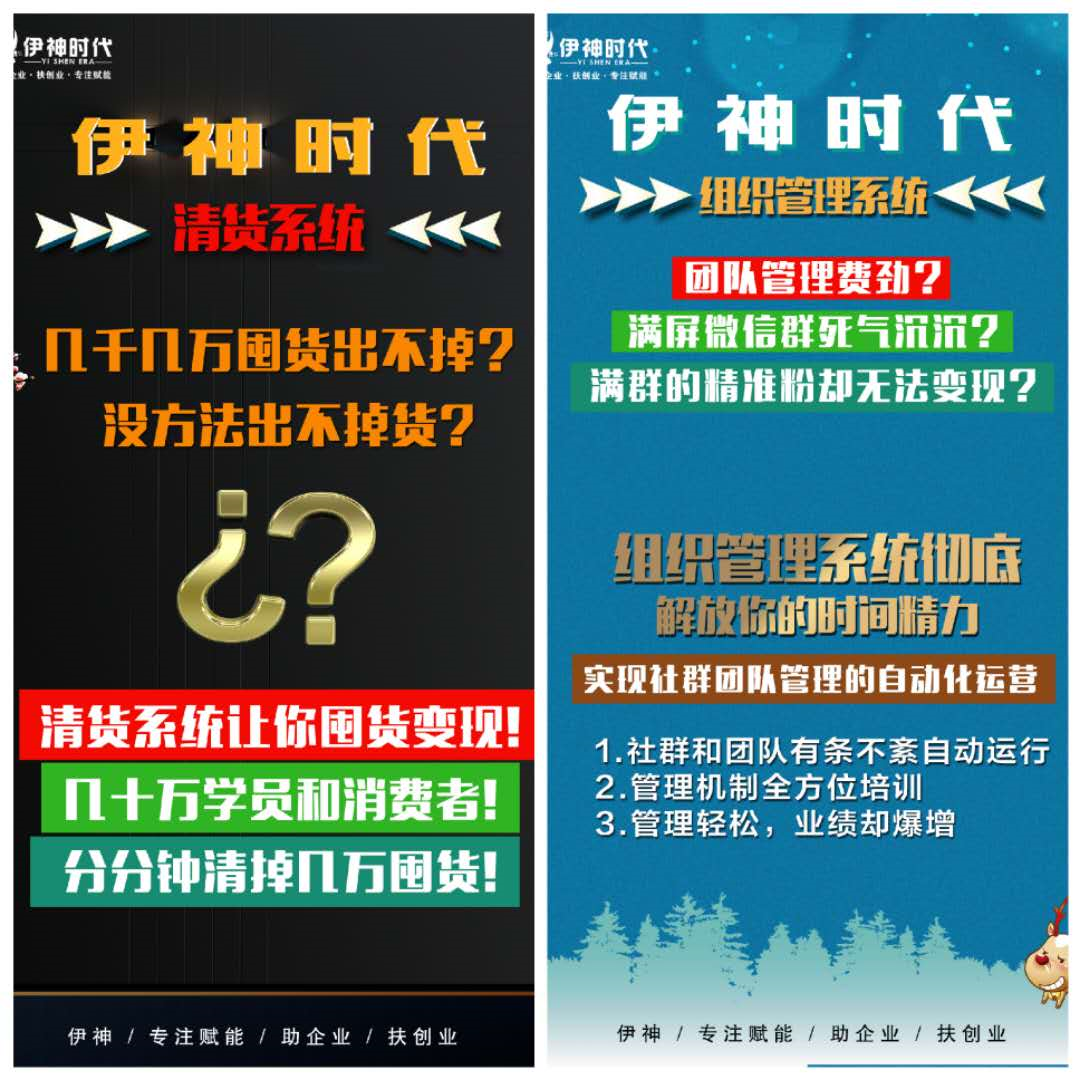 伊神时代
YI SHEN ERA
企业·扶创业·专注赋能
伊神时代
清货系统
几千几万囤货出不掉?
没方法出不掉货?
¿?
清货系统让你囤货变现!
几十万学员和消费者!
分分钟清掉几万囤货!
伊神 / 专注赋能 / 助企业 / 扶创业
伊神时代
YI SHEN ERA
企业·扶创业·专注赋能
伊神时代
组织管理系统
团队管理费劲?
满屏微信群死气沉沉?
满群的精准粉却无法变现?
组织管理系统彻底
解放你的时间精力
实现社群团队管理的自动化运营
1.社群和团队有条不紊自动运行
2.管理机制全方位培训
3.管理轻松，业绩却爆增
伊神 / 专注赋能 / 助企业 / 扶创业